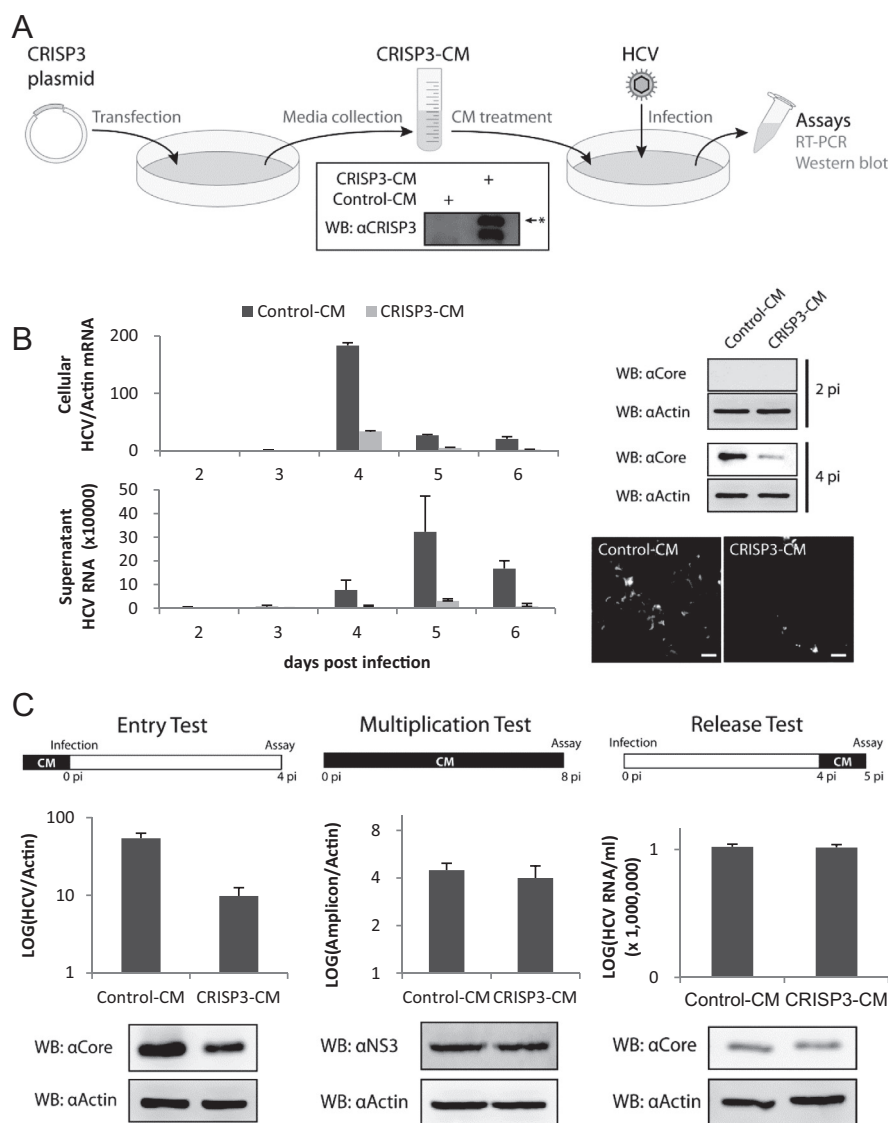 A
CRISP3
plasmid
Transfection
Media collection
CRISP3-CM
CM treatment
HCV
Infection
Assays
RT-PCR
Western blot
CRISP3-CM +
Control-CM +
WB: αCRISP3
*
B
Control-CM CRISP3-CM
Cellular
HCV/Actin mRNA
200
100
0
2 3 4 5 6
Supernatant
HCV RNA (x10000)
50
40
30
20
10
0
2 3 4 5 6
days post infection
Control-CM
CRISP3-CM
WB: αCore
WB: αActin
2 pi
WB: αCore
WB: αActin
4 pi
Control-CM
CRISP3-CM
C
Entry Test
Infection Assay
CM
0 pi 4 pi
LOG(HCV/Actin)
100
10
1
Control-CM CRISP3-CM
WB: αCore
WB: αActin
Multiplication Test
Assay
CM
0 pi 8 pi
LOG(Amplicon/Actin)
8
4
2
1
Control-CM CRISP3-CM
WB: αNS3
WB: αActin
Release Test
Infection Assay
CM
0 pi 4 pi 5 pi
LOG(HCV RNA/ml)
(x 1,000,000)
1
0
Control-CM CRISP3-CM
WB: αCore
WB: αActin